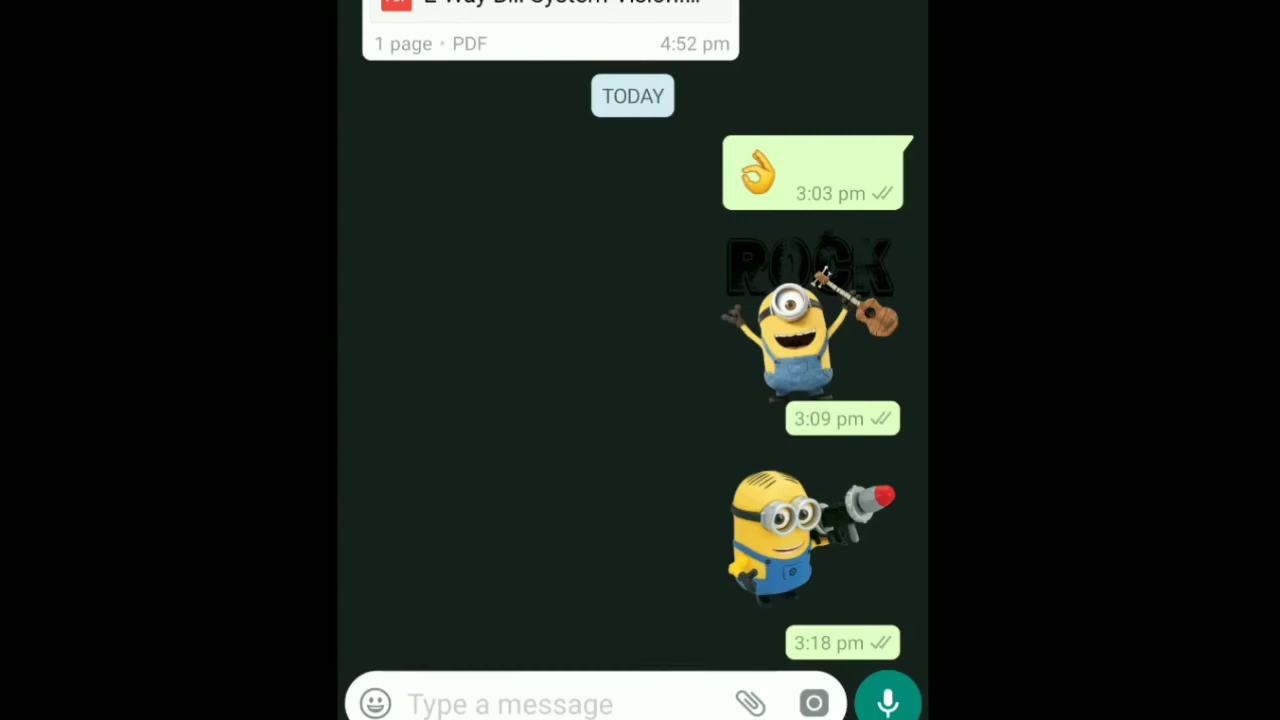 1 page • PDF 4:52 pm
TODAY
3:03 pm
ROCK
3:09 pm
3:18 pm
Type a message